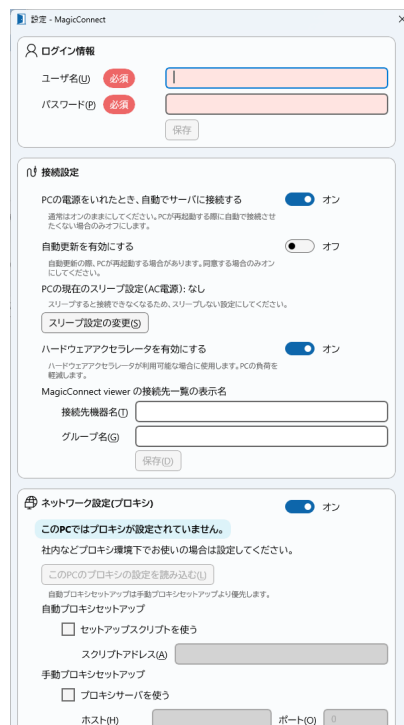 設定 - MagicConnect
ログイン情報
ユーザ名(U) 必須
パスワード(P) 必須
保存
接続設定
PCの電源をいれたとき、自動でサーバに接続する オン
通常はオンのままにしてください。PCが再起動する際に自動で接続させ
たくない場合のみオフにします。
自動更新を有効にする オフ
自動更新の際、PCが再起動する場合があります。同意する場合のみオン
にしてください。
PCの現在のスリープ設定(AC電源): なし
スリープすると接続できなくなるため、スリープしない設定にしてください。
スリープ設定の変更(S)
ハードウェアアクセラレータを有効にする オン
ハードウェアアクセラレータが利用可能な場合に使用します。PCの負荷を
軽減します。
MagicConnect viewer の接続先一覧の表示名
接続先機器名(T)
グループ名(G)
保存(D)
ネットワーク設定(プロキシ) オン
このPCではプロキシが設定されていません。
社内などプロキシ環境下でお使いの場合は設定してください。
このPCのプロキシの設定を読み込む(L)
自動プロキシセットアップは手動プロキシセットアップより優先します。
自動プロキシセットアップ
セットアップスクリプトを使う
スクリプトアドレス(A)
手動プロキシセットアップ
プロキシサーバを使う
ホスト(H) ポート(O) 0